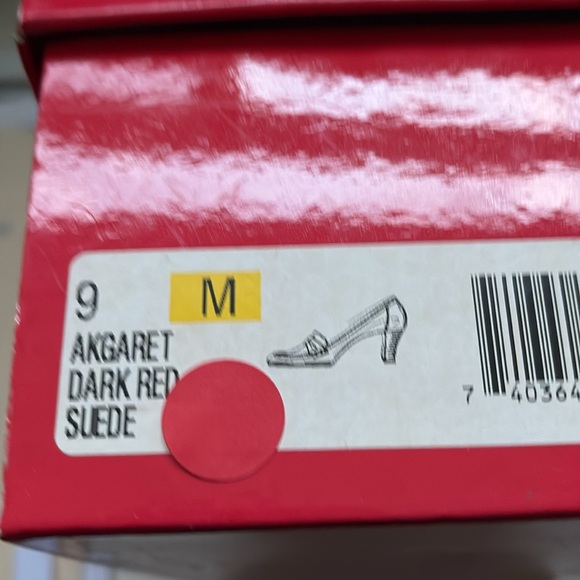 9 M
AKGARET
DARK RED
SUEDE
7 40364